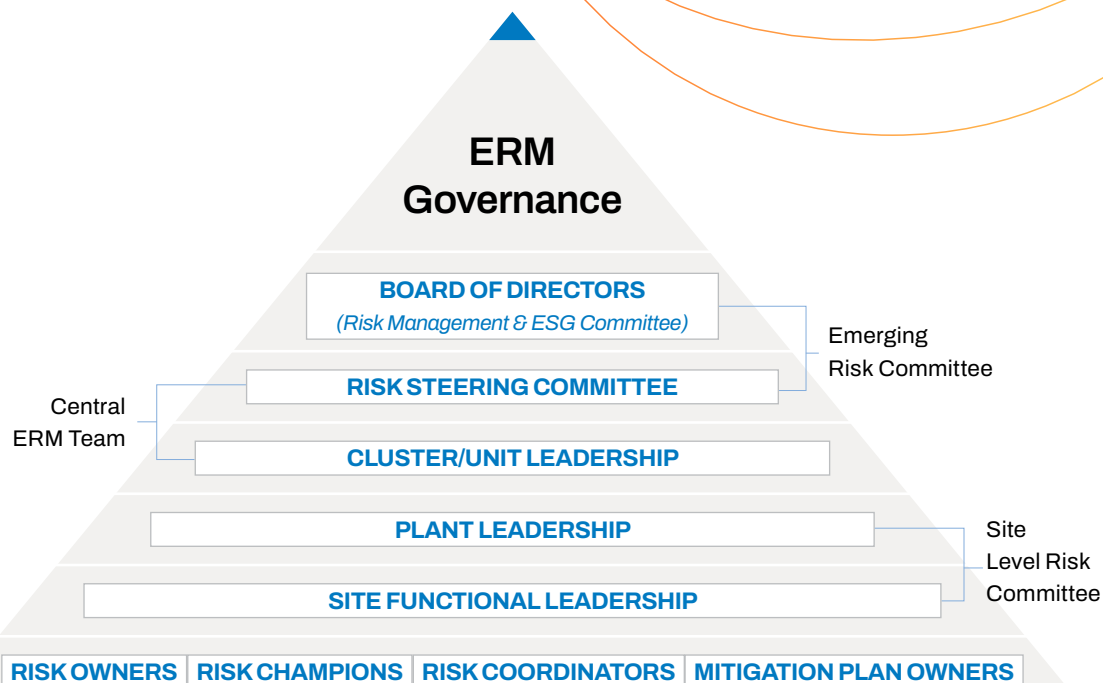 ERM
Governance
BOARD OF DIRECTORS
(Risk Management & ESG Committee)
Emerging
Risk Committee
RISK STEERING COMMITTEE
Central
ERM Team
CLUSTER/UNIT LEADERSHIP
PLANT LEADERSHIP
Site
Level Risk
Committee
SITE FUNCTIONAL LEADERSHIP
RISK OWNERS RISK CHAMPIONS RISK COORDINATORS MITIGATION PLAN OWNERS